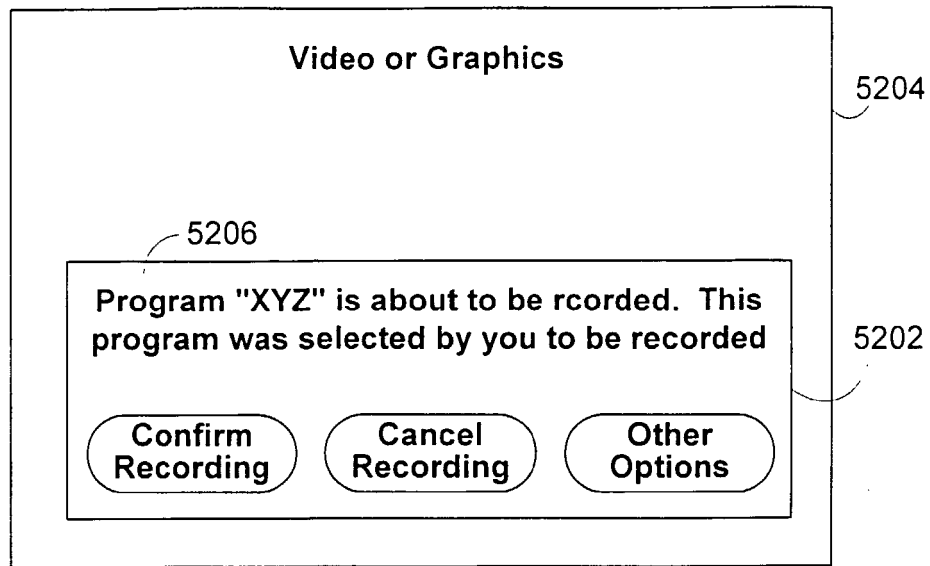 Video or Graphics
5204
5206
Program "XYZ" is about to be rcorded. This
program was selected by you to be recorded
5202
Confirm
Recording
Cancel
Recording
Other
Options